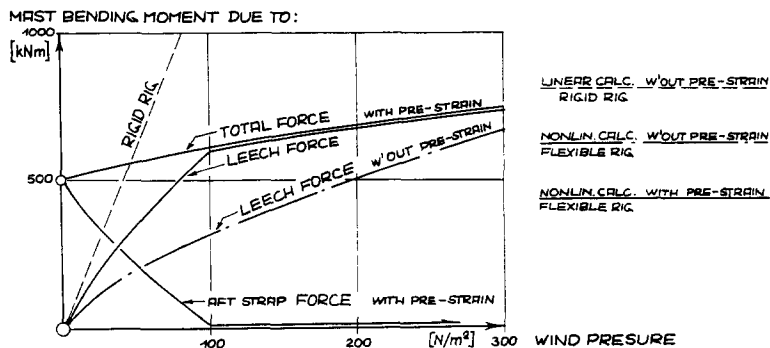 MAST BENDING MOMENT DUE TO:
1000
[kNm]
RIGID RIG
TOTAL FORCE WITH PRE-STRAIN
LEECH FORCE
500
LEECH FORCE W'OUT PRE-STRAIN
AFT STRAP FORCE WITH PRE-STRAIN
100
200
[N/m²]
300
WIND PRESURE
LINEAR CALC. W'OUT PRE-STRAIN
RIGID RIG
NONLIN. CALC. W'OUT PRE-STRAIN
FLEXIBLE RIG
NONLIN. CALC. WITH PRE-STRAIN
FLEXIBLE RIG